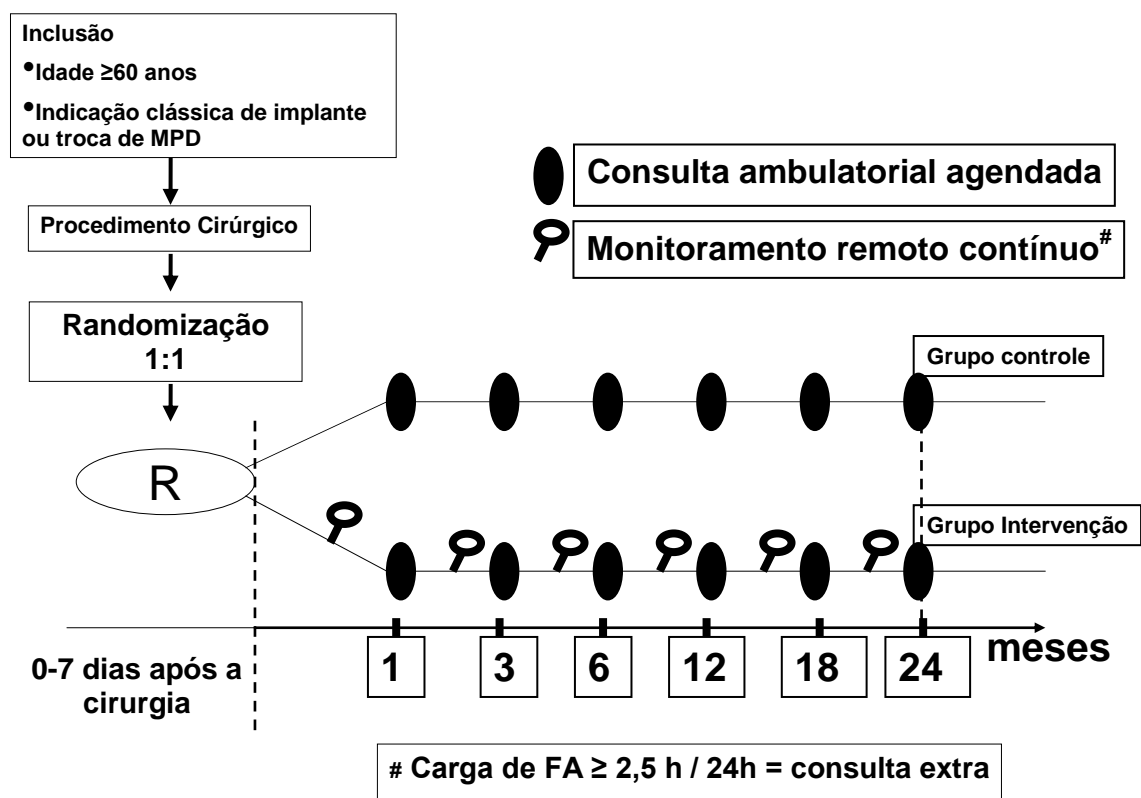 Inclusão
•Idade ≥60 anos
•Indicação clássica de implante
ou troca de MPD
Procedimento Cirúrgico
Randomização
1:1
Consulta ambulatorial agendada
Monitoramento remoto contínuo#
Grupo controle
R
Grupo Intervenção
0-7 dias após a
cirurgia
1 3 6 12 18 24 meses
# Carga de FA ≥ 2,5 h / 24h = consulta extra